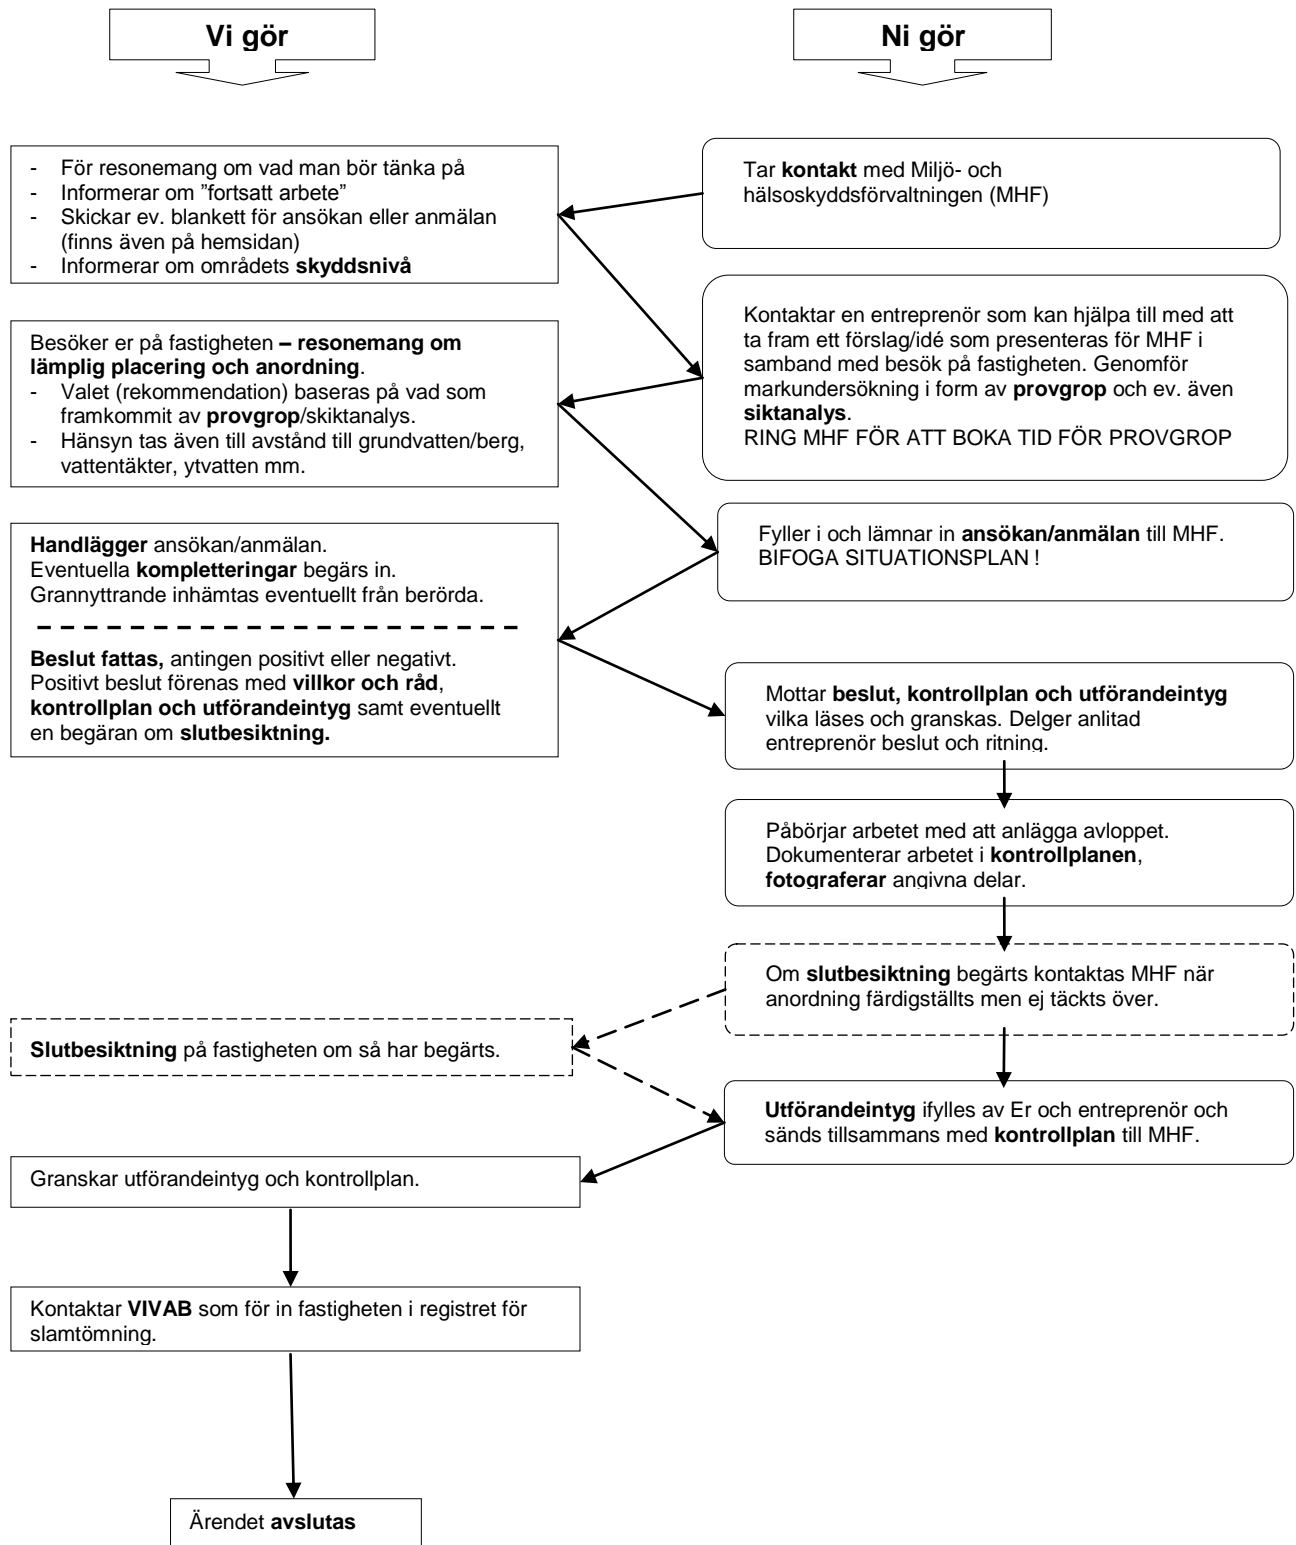 Vi gör
Ni gör
- För resonemang om vad man bör tänka på
- Informerar om ”fortsatt arbete”
- Skickar ev. blankett för ansökan eller anmälan
(finns även på hemsidan)
- Informerar om områdets skyddsnivå
Tar kontakt med Miljö- och
hälsoskyddsförvaltningen (MHF)
Kontaktar en entreprenör som kan hjälpa till med att
ta fram ett förslag/idé som presenteras för MHF i
samband med besök på fastigheten. Genomför
markundersökning i form av provgrop och ev. även
siktanalys.
RING MHF FÖR ATT BOKA TID FÖR PROVGROP
Besöker er på fastigheten – resonemang om
lämplig placering och anordning.
- Valet (rekommendation) baseras på vad som
framkommit av provgrop/skiktanalys.
- Hänsyn tas även till avstånd till grundvatten/berg,
vattentäkter, ytvatten mm.
Fyller i och lämnar in ansökan/anmälan till MHF.
BIFOGA SITUATIONSPLAN !
Handlägger ansökan/anmälan.
Eventuella kompletteringar begärs in.
Grannyttrande inhämtas eventuellt från berörda.
Beslut fattas, antingen positivt eller negativt.
Positivt beslut förenas med villkor och råd,
kontrollplan och utförandeintyg samt eventuellt
en begäran om slutbesiktning.
Mottar beslut, kontrollplan och utförandeintyg
vilka läses och granskas. Delger anlitad
entreprenör beslut och ritning.
Påbörjar arbetet med att anlägga avloppet.
Dokumenterar arbetet i kontrollplanen,
fotograferar angivna delar.
Om slutbesiktning begärts kontaktas MHF när
anordning färdigställts men ej täckts över.
Slutbesiktning på fastigheten om så har begärts.
Utförandeintyg ifylles av Er och entreprenör och
sänds tillsammans med kontrollplan till MHF.
Granskar utförandeintyg och kontrollplan.
Kontaktar VIVAB som för in fastigheten i registret för
slamtömning.
Ärendet avslutas